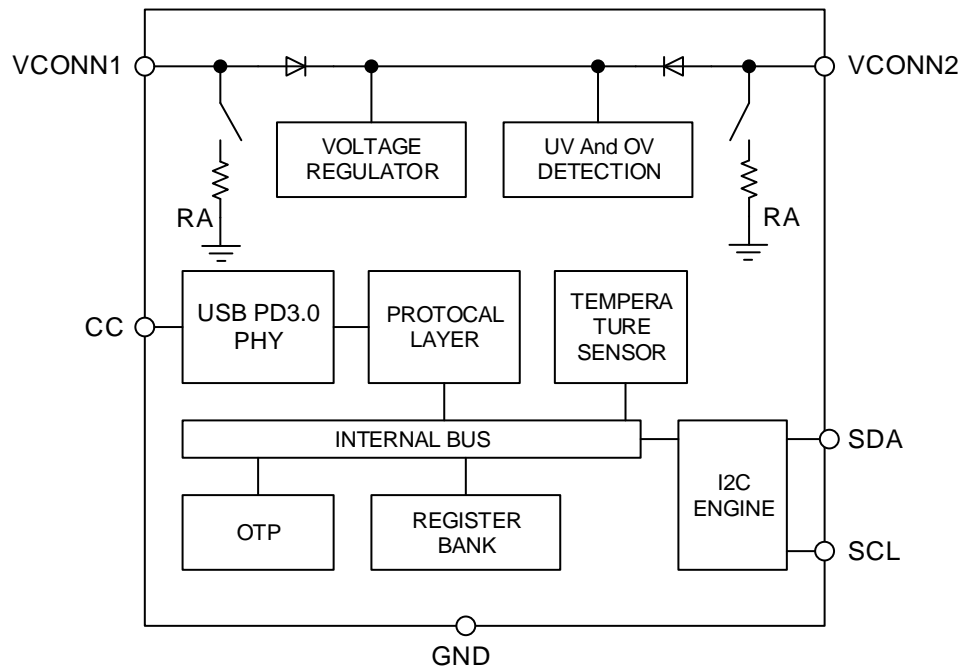 VCONN1
VCONN2
VOLTAGE
REGULATOR
UV And OV
DETECTION
RA
RA
CC
USB PD3.0
PHY
PROTOCAL
LAYER
TEMPERA
TURE
SENSOR
INTERNAL BUS
SDA
I2C
ENGINE
OTP
REGISTER
BANK
SCL
GND